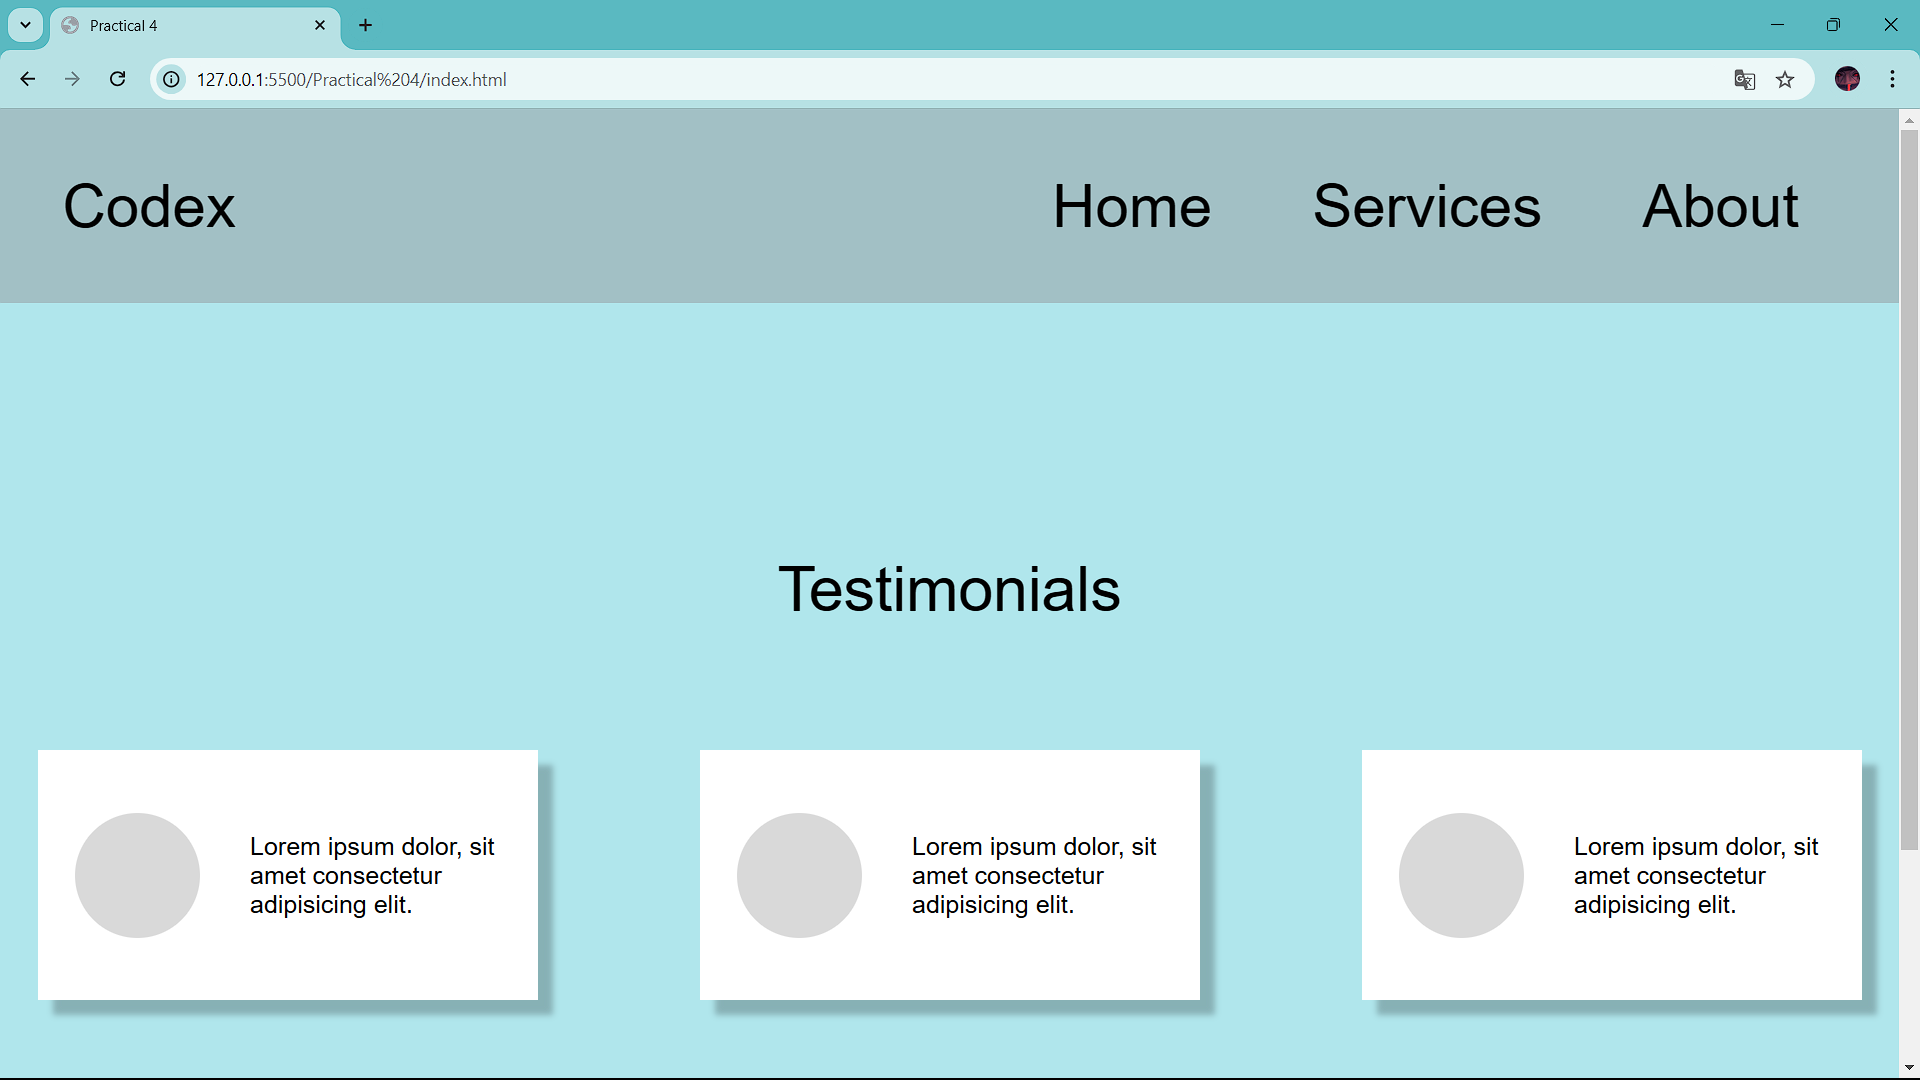 Practical 4
127.0.0.1:5500/Practical%204/index.html
Codex
Home Services About
Testimonials
Lorem ipsum dolor, sit
amet consectetur
adipisicing elit.
Lorem ipsum dolor, sit
amet consectetur
adipisicing elit.
Lorem ipsum dolor, sit
amet consectetur
adipisicing elit.